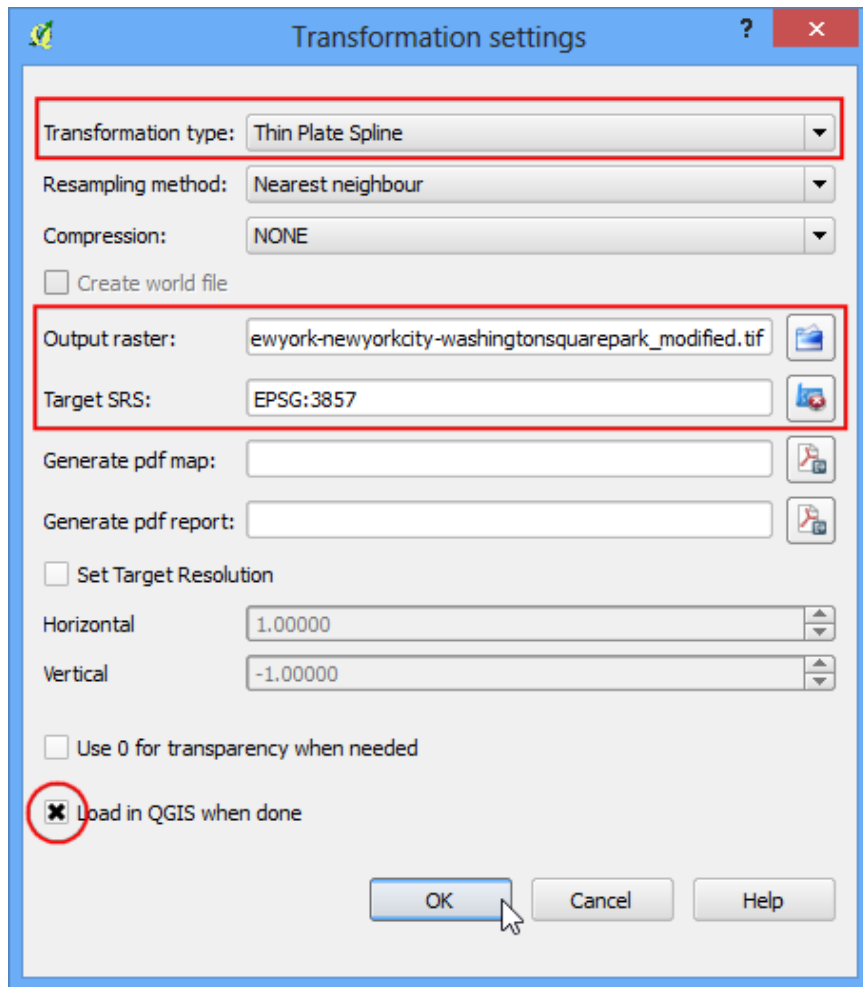 Transformation settings ?
Transformation type: Thin Plate Spline
Resampling method: Nearest neighbour
Compression: NONE
Create world file
Output raster: ewyork-newyorkcity-washingtonsquarepark_modified.tif
Target SRS: EPSG:3857
Generate pdf map:
Generate pdf report:
Set Target Resolution
Horizontal 1.00000
Vertical -1.00000
Use 0 for transparency when needed
Load in QGIS when done
OK Cancel Help